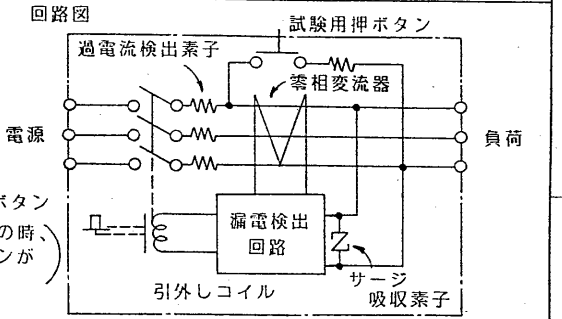 回路図
試験用押ボタン
過電流検出素子
零相変流器
電源
負荷
ボタン
の時、
ンが
漏電検出
回路
引外しコイル
サージ
吸収素子